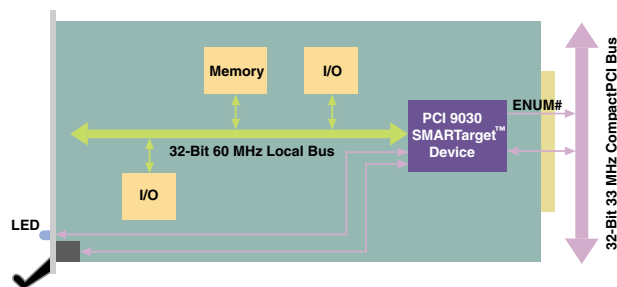 Memory
I/O
PCI 9030
SMARTarget™
Device
ENUM#
32-Bit 60 MHz Local Bus
I/O
LED
32-Bit 33 MHz CompactPCI Bus